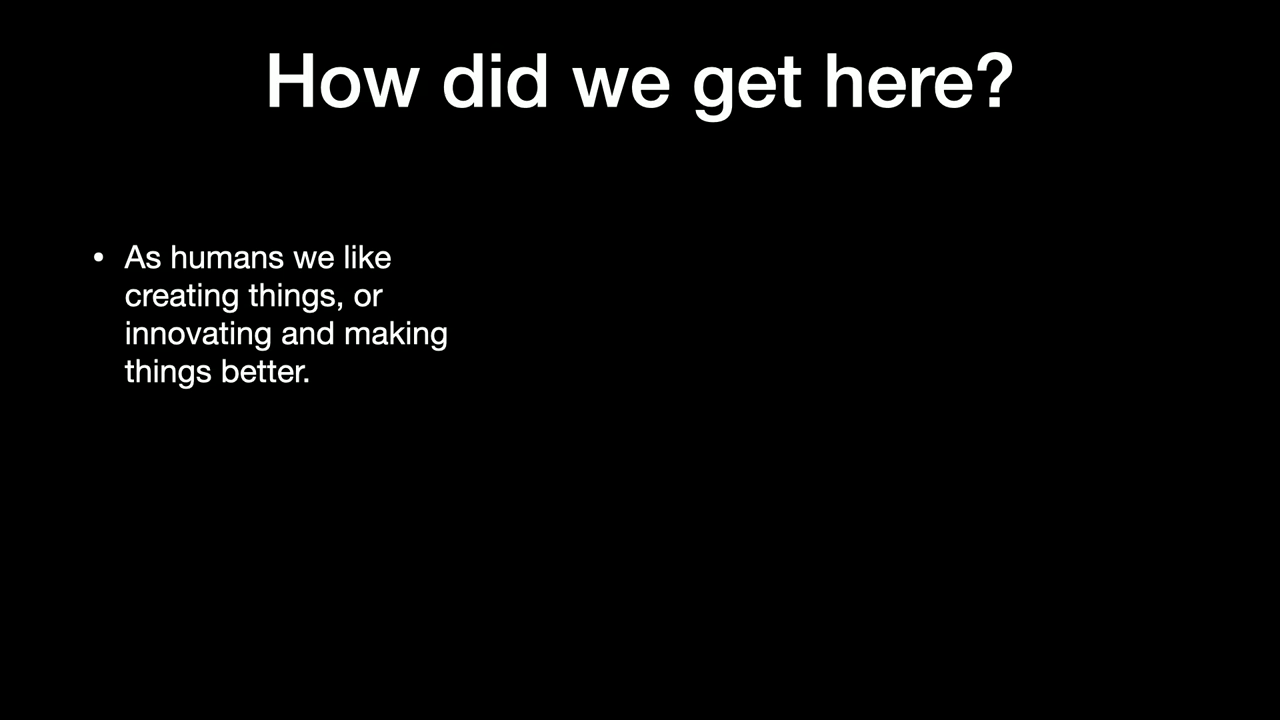 How did we get here?
• As humans we like
creating things, or
innovating and making
things better.